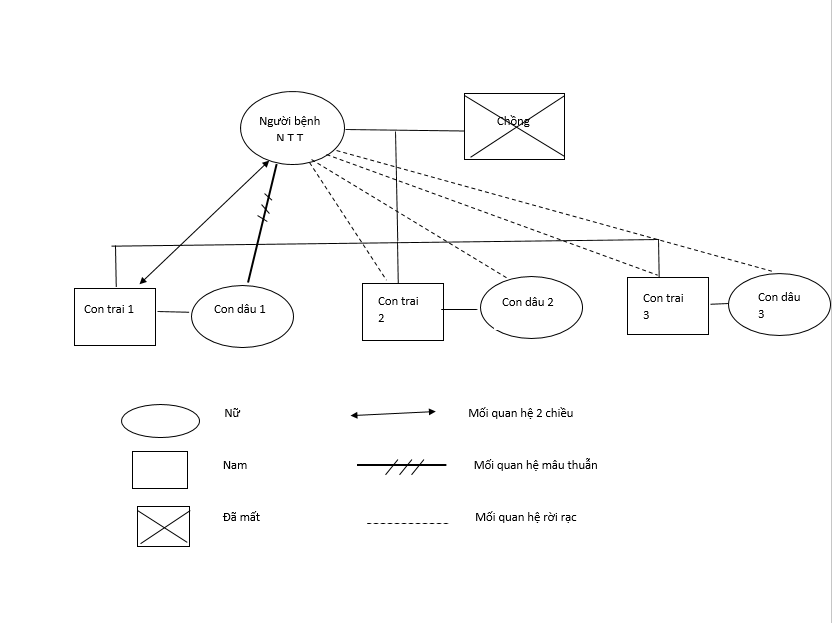 Người bệnh
N T T
Chồng
Con trai 1
Con dâu 1
Con trai
2
Con dâu 2
Con trai
3
Con dâu
3
Nữ
Mối quan hệ 2 chiều
Nam
Mối quan hệ mâu thuẫn
Đã mất
Mối quan hệ rời rạc